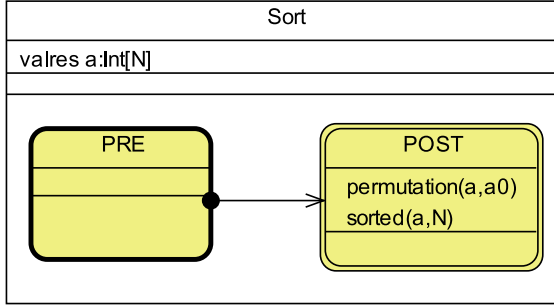 Sort
valres a:Int[N]
PRE
POST
permutation(a,a0)
sorted(a,N)